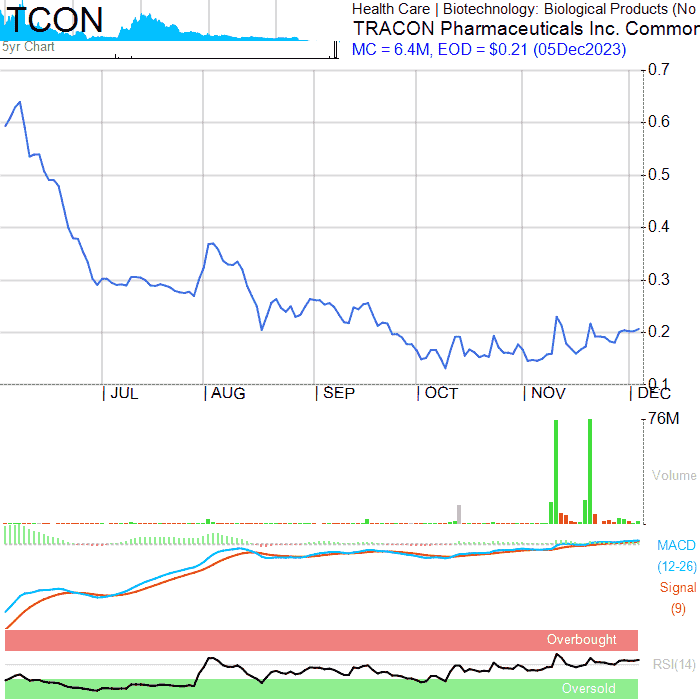 TCON
5yr Chart
Health Care | Biotechnology: Biological Products (No
TRACON Pharmaceuticals Inc. Common
MC = 6.4M, EOD = $0.21 (05Dec2023)
0.7
0.6
0.5
0.4
0.3
0.2
0.1
| JUL | AUG | SEP | OCT | NOV | DEC
76M
Volume
MACD
(12-26)
Signal
(9)
Overbought
RSI(14)
Oversold